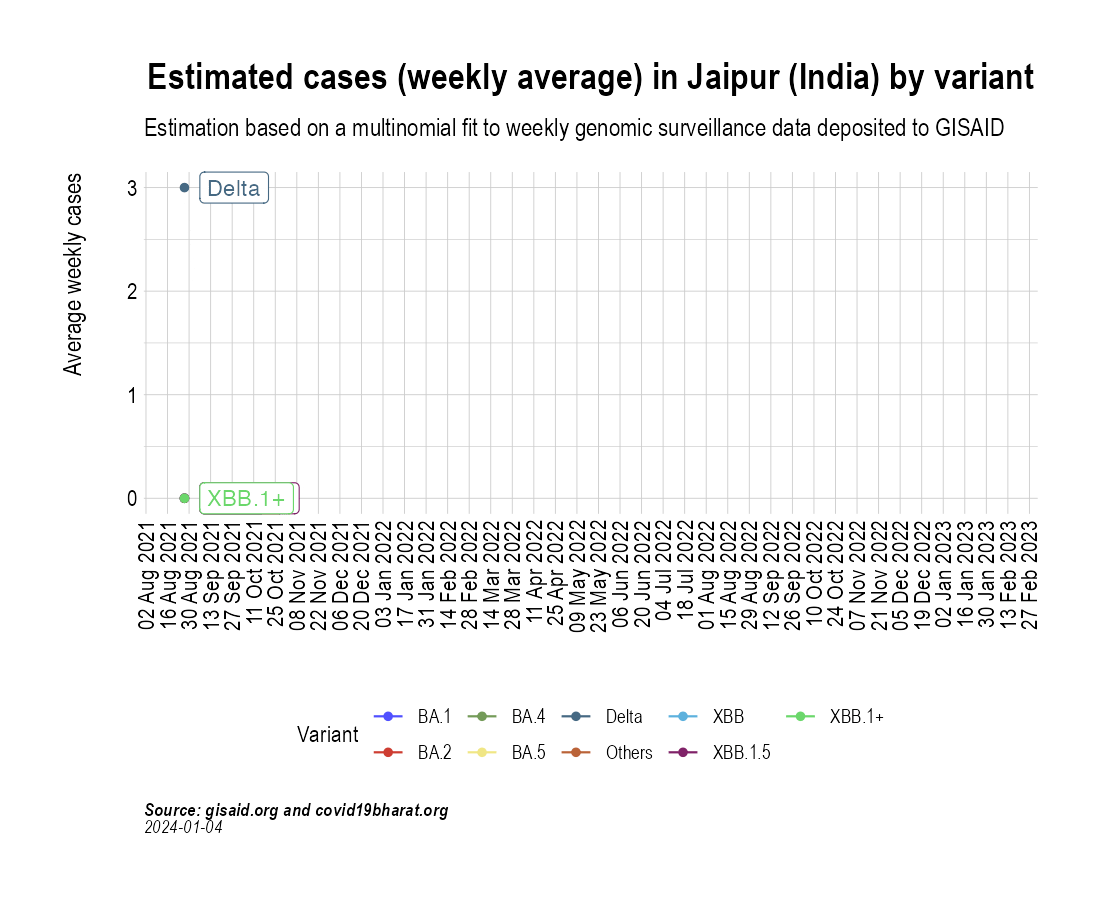 Estimated cases (weekly average) in Jaipur (India) by variant
Estimation based on a multinomial fit to weekly genomic surveillance data deposited to GISAID
Average weekly cases
3
2
1
0
Delta
XBB.1+
02 Aug 2021
16 Aug 2021
30 Aug 2021
13 Sep 2021
27 Sep 2021
11 Oct 2021
25 Oct 2021
08 Nov 2021
22 Nov 2021
06 Dec 2021
20 Dec 2021
03 Jan 2022
17 Jan 2022
31 Jan 2022
14 Feb 2022
28 Feb 2022
14 Mar 2022
28 Mar 2022
11 Apr 2022
25 Apr 2022
09 May 2022
23 May 2022
06 Jun 2022
20 Jun 2022
04 Jul 2022
18 Jul 2022
01 Aug 2022
15 Aug 2022
29 Aug 2022
12 Sep 2022
26 Sep 2022
10 Oct 2022
24 Oct 2022
07 Nov 2022
21 Nov 2022
05 Dec 2022
19 Dec 2022
02 Jan 2023
16 Jan 2023
30 Jan 2023
13 Feb 2023
27 Feb 2023
Variant
BA.1 BA.4 Delta XBB XBB.1+
BA.2 BA.5 Others XBB.1.5
Source: gisaid.org and covid19bharat.org
2024-01-04